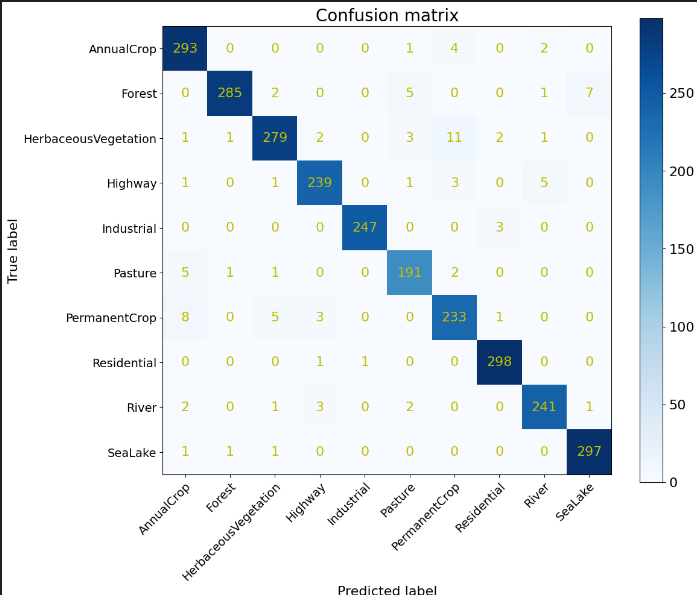 Confusion matrix
AnnualCrop 293 0 0 0 0 1 4 0 2 0
Forest 0 285 2 0 0 5 0 0 1 7
HerbaceousVegetation 1 1 279 2 0 3 11 2 1 0
Highway 1 0 1 239 0 1 3 0 5 0
Industrial 0 0 0 0 247 0 0 3 0 0
Pasture 5 1 1 0 0 191 2 0 0 0
PermanentCrop 8 0 5 3 0 0 233 1 0 0
Residential 0 0 0 1 1 0 0 298 0 0
River 2 0 1 3 0 2 0 0 241 1
SeaLake 1 1 1 0 0 0 0 0 0 297
True label
AnnualCrop
Forest
HerbaceousVegetation
Highway
Industrial
Pasture
PermanentCrop
Residential
River
SeaLake
Predicted label
250
200
150
100
50
0